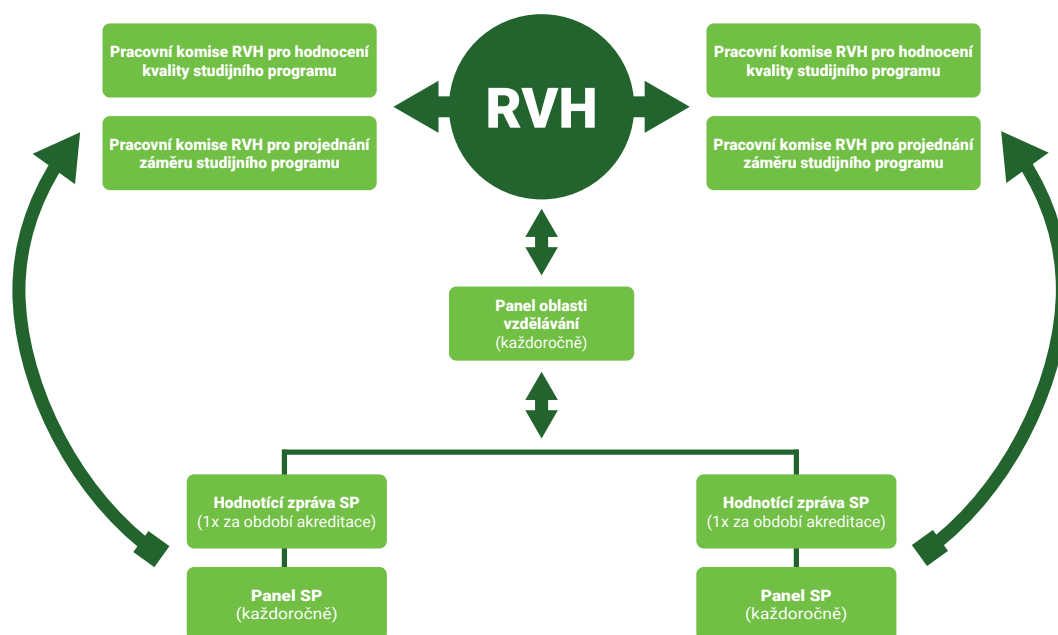 Pracovní komise RVH pro hodnocení
kvality studijního programu
Pracovní komise RVH pro projednání
záměru studijního programu
RVH
Pracovní komise RVH pro hodnocení
kvality studijního programu
Pracovní komise RVH pro projednání
záměru studijního programu
Panel oblasti
vzdělávání
(každoročně)
Hodnotící zpráva SP
(1x za období akreditace)
Panel SP
(každoročně)
Hodnotící zpráva SP
(1x za období akreditace)
Panel SP
(každoročně)